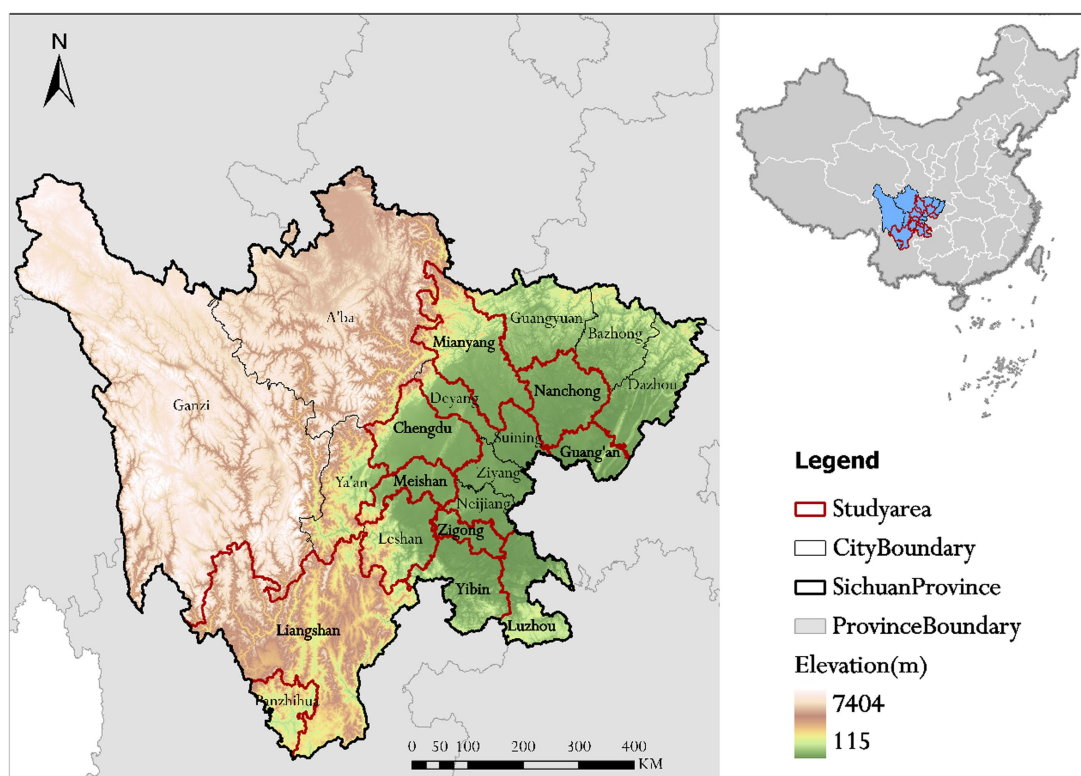 N
A'ba
Guangyuan
Bazhong
Mianyang
Dazhou
Nanchong
Ganzi
Deyang
Chengdu
Suining
Guang'an
Ziyang
Ya'an
Meishan
Neijiang
Zigong
Leshan
Yibin
Luzhou
Liangshan
Panzhihua
0 50 100 200 300 400
KM
Legend
Studyarea
CityBoundary
SichuanProvince
ProvinceBoundary
Elevation(m)
7404
115